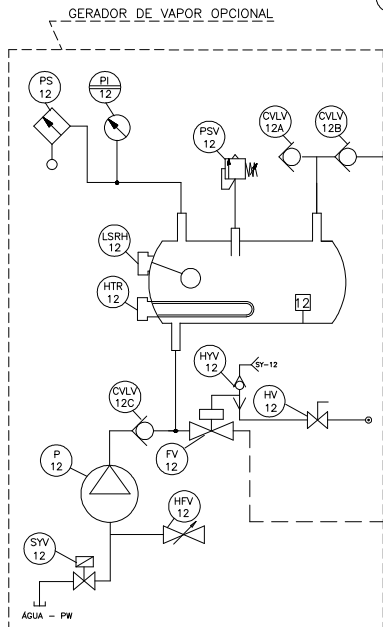 GERADOR DE VAPOR OPCIONAL
PS
12
PI
12
PSV
12
CVLV
12A
CVLV
12B
LSRH
12
HTR
12
12
HYV
12
SY-12
CVLV
12C
HV
12
FV
12
P
12
HFV
12
SYV
12
ÁGUA - PW